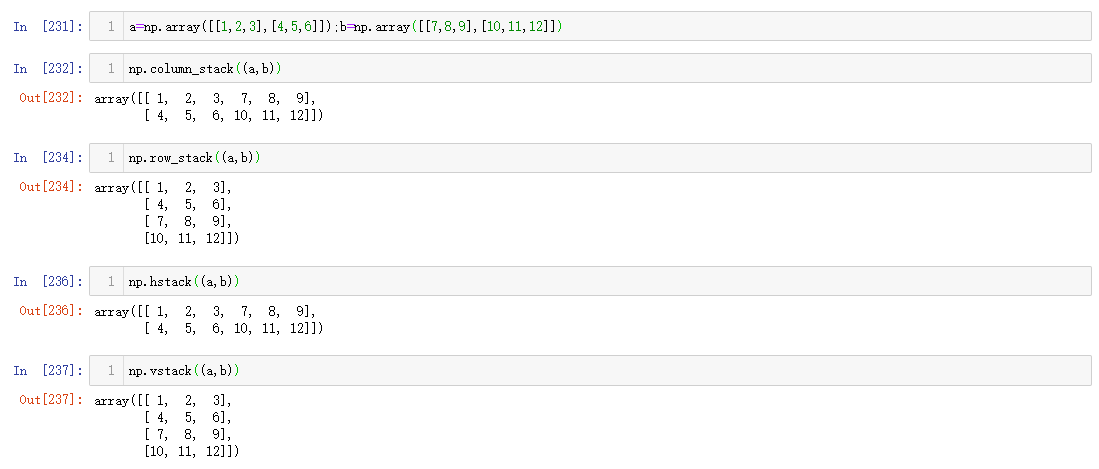 In [231]: 1 a=np.array([[1,2,3],[4,5,6]]);b=np.array([[7,8,9],[10,11,12]])
In [232]: 1 np.column_stack((a,b))
Out[232]: array([[ 1,  2,  3,  7,  8,  9],
       [ 4,  5,  6, 10, 11, 12]])
In [234]: 1 np.row_stack((a,b))
Out[234]: array([[ 1,  2,  3],
       [ 4,  5,  6],
       [ 7,  8,  9],
       [10, 11, 12]])
In [236]: 1 np.hstack((a,b))
Out[236]: array([[ 1,  2,  3,  7,  8,  9],
       [ 4,  5,  6, 10, 11, 12]])
In [237]: 1 np.vstack((a,b))
Out[237]: array([[ 1,  2,  3],
       [ 4,  5,  6],
       [ 7,  8,  9],
       [10, 11, 12]])